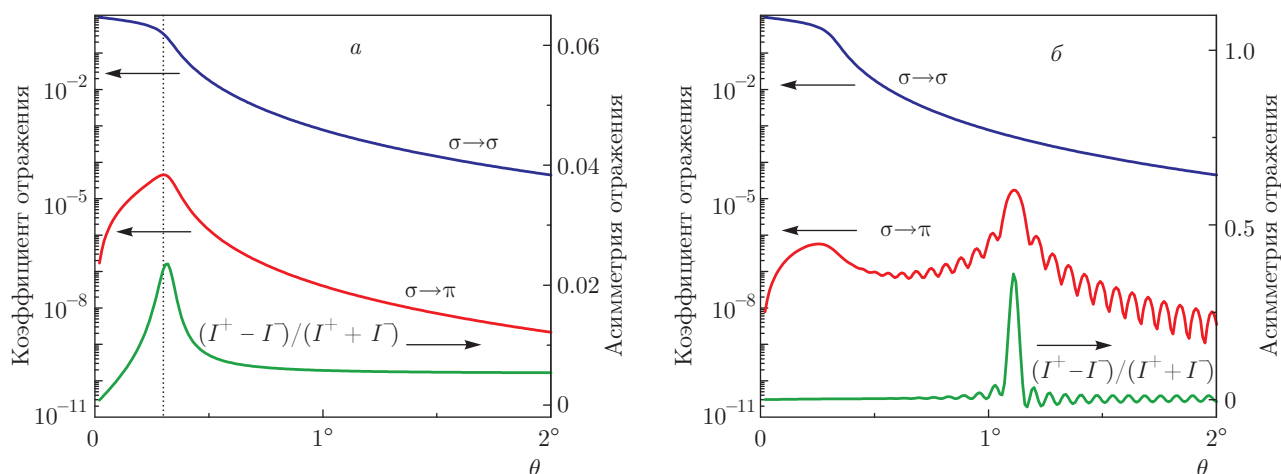 а
Коэффициент отражения
10⁻²
10⁻⁵
10⁻⁸
10⁻¹¹
σ→σ
σ→π
(I⁺ − I⁻)/(I⁺ + I⁻)
0.06
0.04
0.02
0
Асимметрия отражения
0
1°
2°
θ
б
Коэффициент отражения
10⁻²
10⁻⁵
10⁻⁸
10⁻¹¹
σ→σ
σ→π
(I⁺−I⁻)/(I⁺+I⁻)
1.0
0.5
0
Асимметрия отражения
0
1°
2°
θ